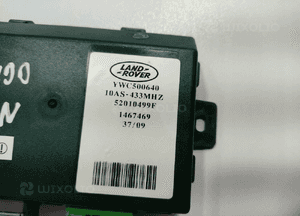 LAND-
ROVER
YWC500640
10AS-433MHZ
52010499F
1467469
37/09